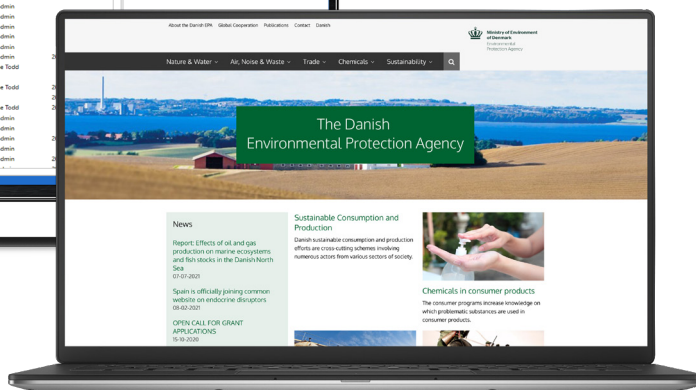 dmin
dmin
dmin
dmin
dmin
dmin
e Todd
e Todd
e Todd
dmin
dmin
dmin
dmin
About the Danish EPA Global Cooperation Publications Contact Danish
Ministry of Environment
of Denmark
Environmental
Protection Agency
Nature & Water Air, Noise & Waste Trade Chemicals Sustainability
The Danish
Environmental Protection Agency
News
Report: Effects of oil and gas
production on marine ecosystems
and fish stocks in the Danish North
Sea
07-07-2021
Spain is officially joining common
website on endocrine disruptors
08-02-2021
OPEN CALL FOR GRANT
APPLICATIONS
15-10-2020
Sustainable Consumption and
Production
Danish sustainable consumption and production
efforts are cross-cutting schemes involving
numerous actors from various sectors of society.
Chemicals in consumer products
The consumer programs increase knowledge on
which problematic substances are used in
consumer products.